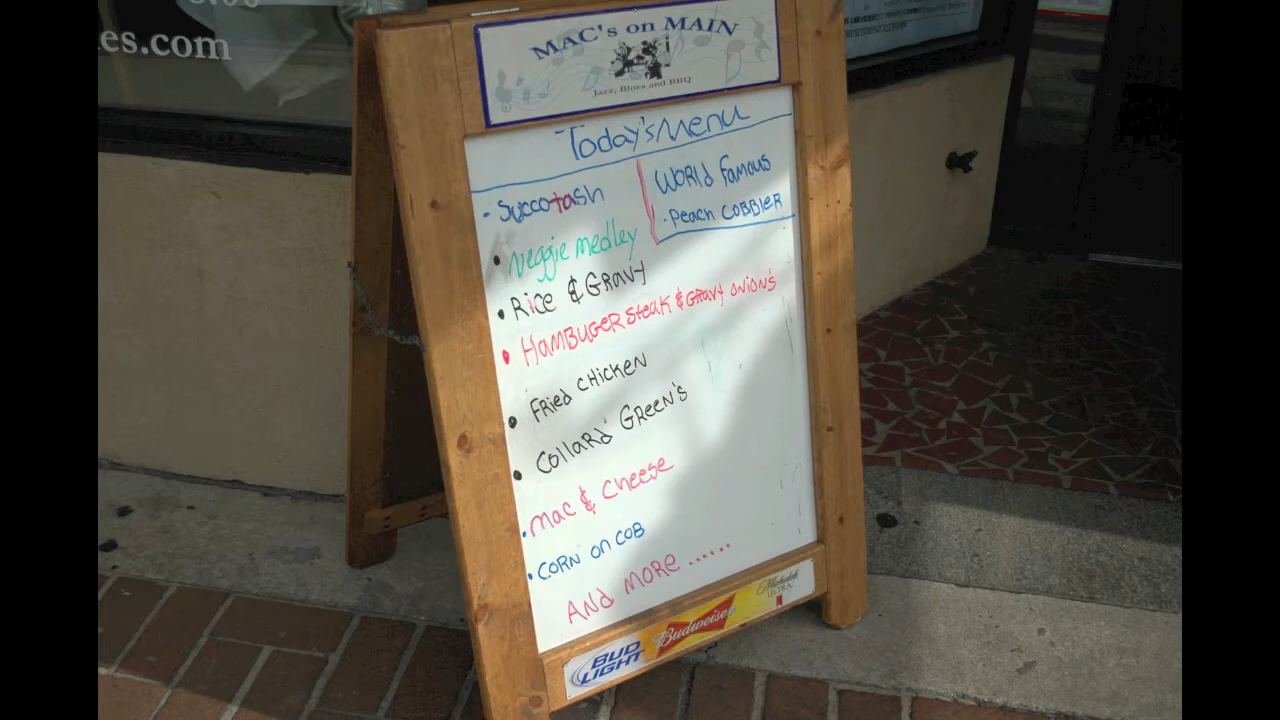 es.com
MAC's on MAIN
Jazz, Blues and BBQ
Today's Menu
- Succotash
World Famous
· Peach Cobbler
• Veggie medley
• Rice & Gravy
• HamBuGeR Steak & Gravy onions
• Fried Chicken
• Collard Green's
· Mac & Cheese
· Corn on Cob
And More ......
BUD LIGHT
Budweiser
Michelob
ULTRA